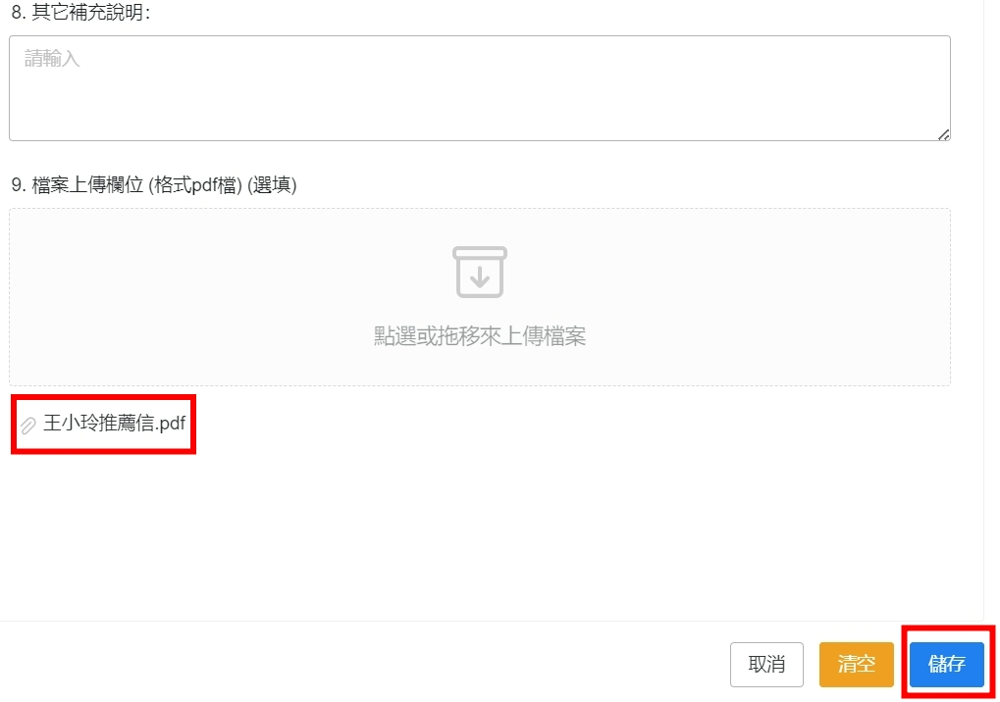 8. 其它補充說明:
請輸入
9. 檔案上傳欄位 (格式pdf檔) (選填)
點選或拖移來上傳檔案
王小玲推薦信.pdf
取消 清空 儲存